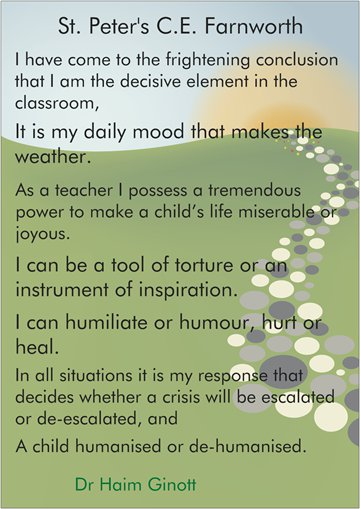 St. Peter's C.E. Farnworth
I have come to the frightening conclusion
that I am the decisive element in the
classroom,
It is my daily mood that makes the
weather.
As a teacher I possess a tremendous
power to make a child's life miserable or
joyous.
I can be a tool of torture or an
instrument of inspiration.
I can humiliate or humour, hurt or
heal.
In all situations it is my response that
decides whether a crisis will be escalated
or de-escalated, and
A child humanised or de-humanised.
Dr Haim Ginott